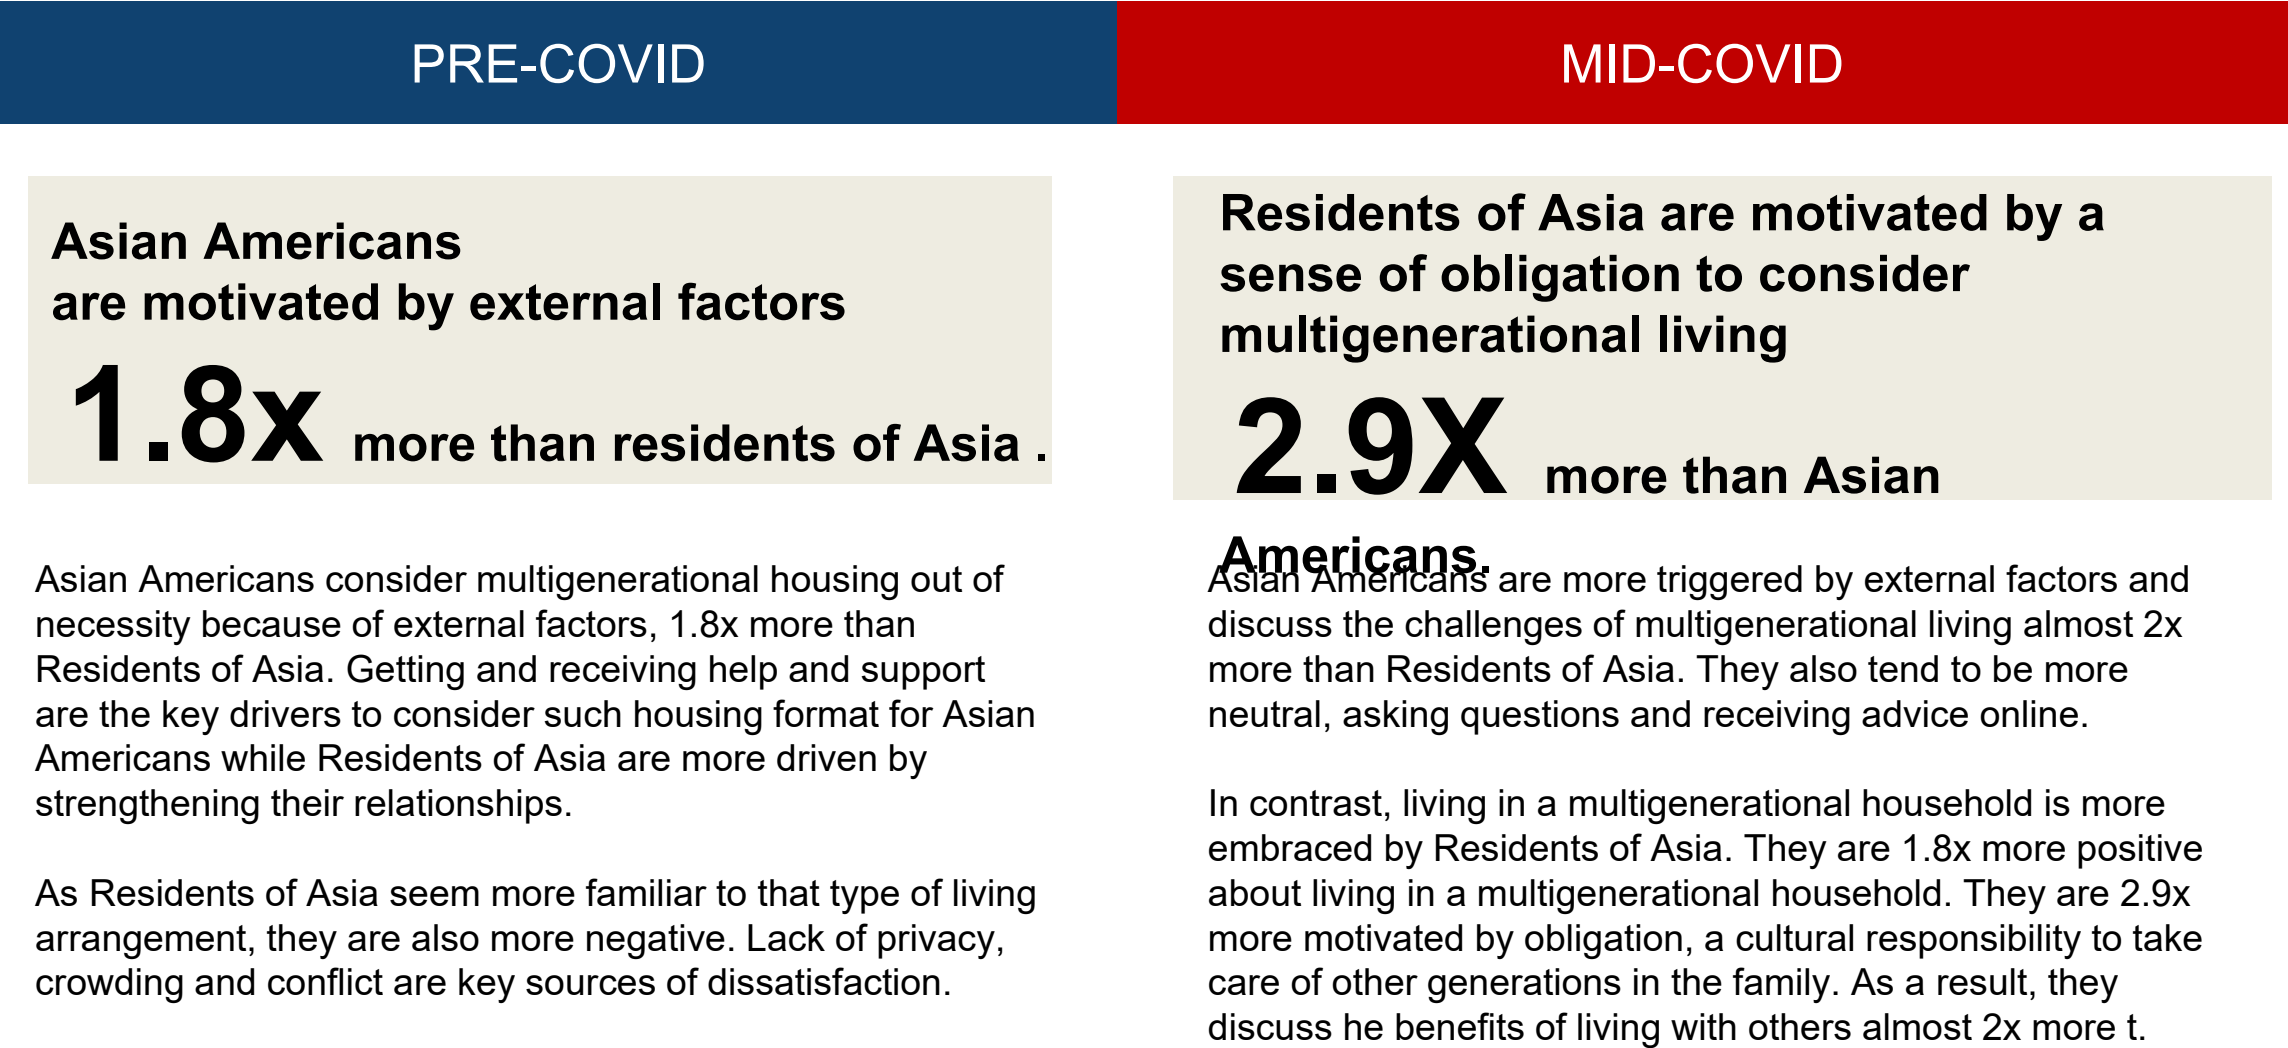 PRE-COVID
Asian Americans
are motivated by external factors
1.8x more than residents of Asia .
Asian Americans consider multigenerational housing out of
necessity because of external factors, 1.8x more than
Residents of Asia. Getting and receiving help and support
are the key drivers to consider such housing format for Asian
Americans while Residents of Asia are more driven by
strengthening their relationships.
As Residents of Asia seem more familiar to that type of living
arrangement, they are also more negative. Lack of privacy,
crowding and conflict are key sources of dissatisfaction.
MID-COVID
Residents of Asia are motivated by a
sense of obligation to consider
multigenerational living
2.9X more than Asian
Americans.
Asian Americans are more triggered by external factors and
discuss the challenges of multigenerational living almost 2x
more than Residents of Asia. They also tend to be more
neutral, asking questions and receiving advice online.
In contrast, living in a multigenerational household is more
embraced by Residents of Asia. They are 1.8x more positive
about living in a multigenerational household. They are 2.9x
more motivated by obligation, a cultural responsibility to take
care of other generations in the family. As a result, they
discuss he benefits of living with others almost 2x more t.